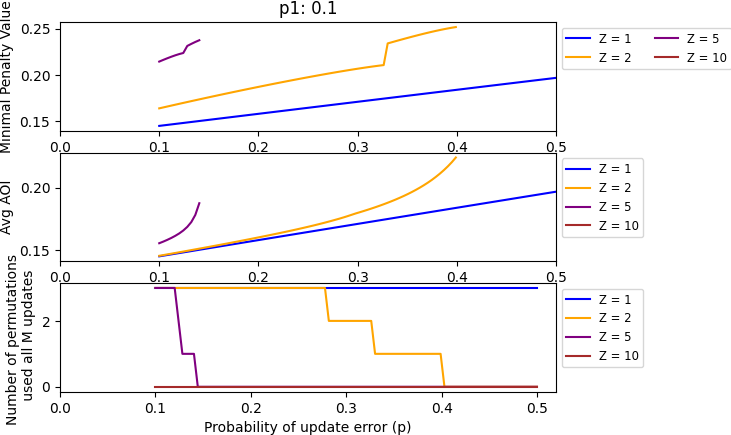 p1: 0.1
Minimal Penalty Value
0.25
0.20
0.15
0.0 0.1 0.2 0.3 0.4 0.5
Z = 1
Z = 2
Z = 5
Z = 10
Avg AOI
0.20
0.15
0.0 0.1 0.2 0.3 0.4 0.5
Z = 1
Z = 2
Z = 5
Z = 10
Number of permutations
used all M updates
2
0
0.0 0.1 0.2 0.3 0.4 0.5
Z = 1
Z = 2
Z = 5
Z = 10
Probability of update error (p)